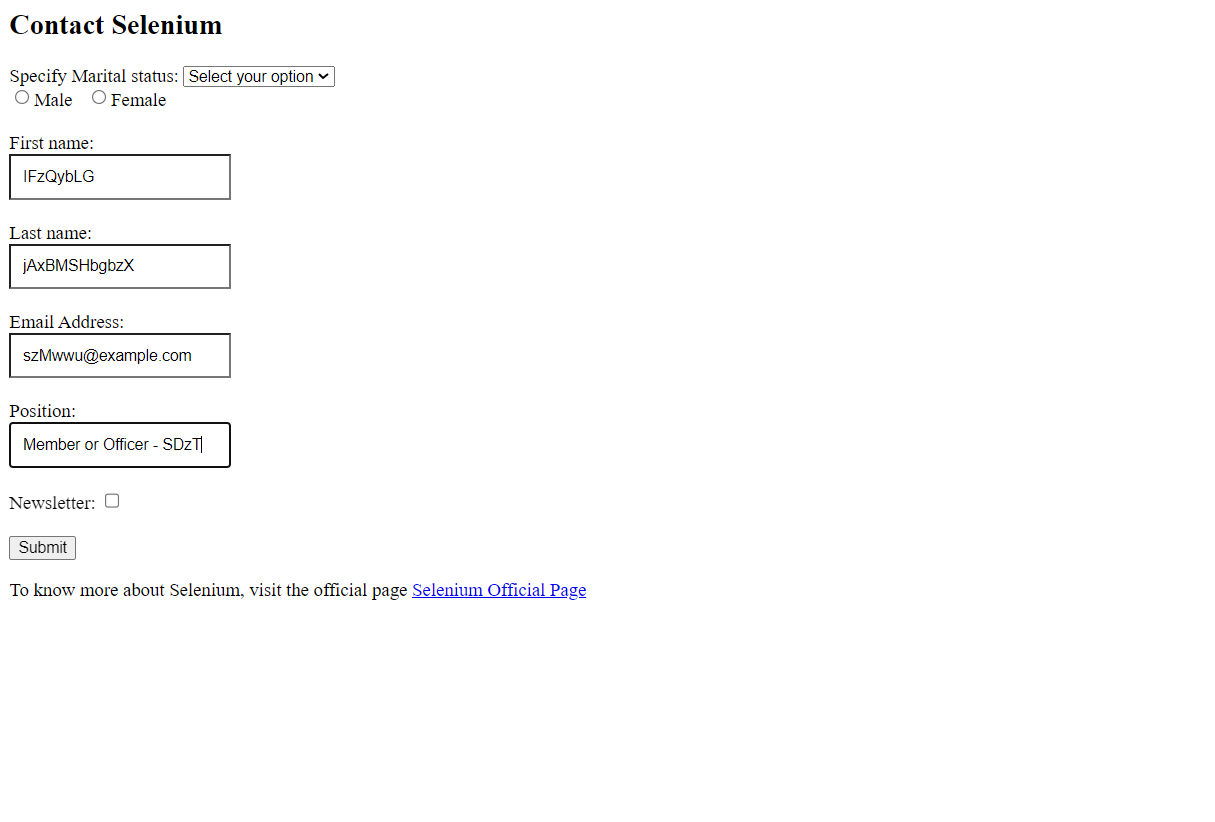 Contact Selenium
Specify Marital status: Select your option
Male Female
First name:
IFzQybLG
Last name:
jAxBMSHbgbzX
Email Address:
szMwwu@example.com
Position:
Member or Officer - SDzT
Newsletter:
Submit
To know more about Selenium, visit the official page Selenium Official Page